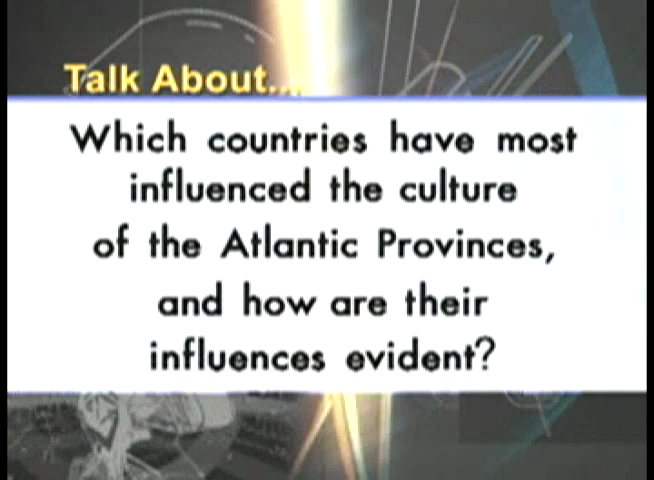 Talk About...
Which countries have most
influenced the culture
of the Atlantic Provinces,
and how are their
influences evident?